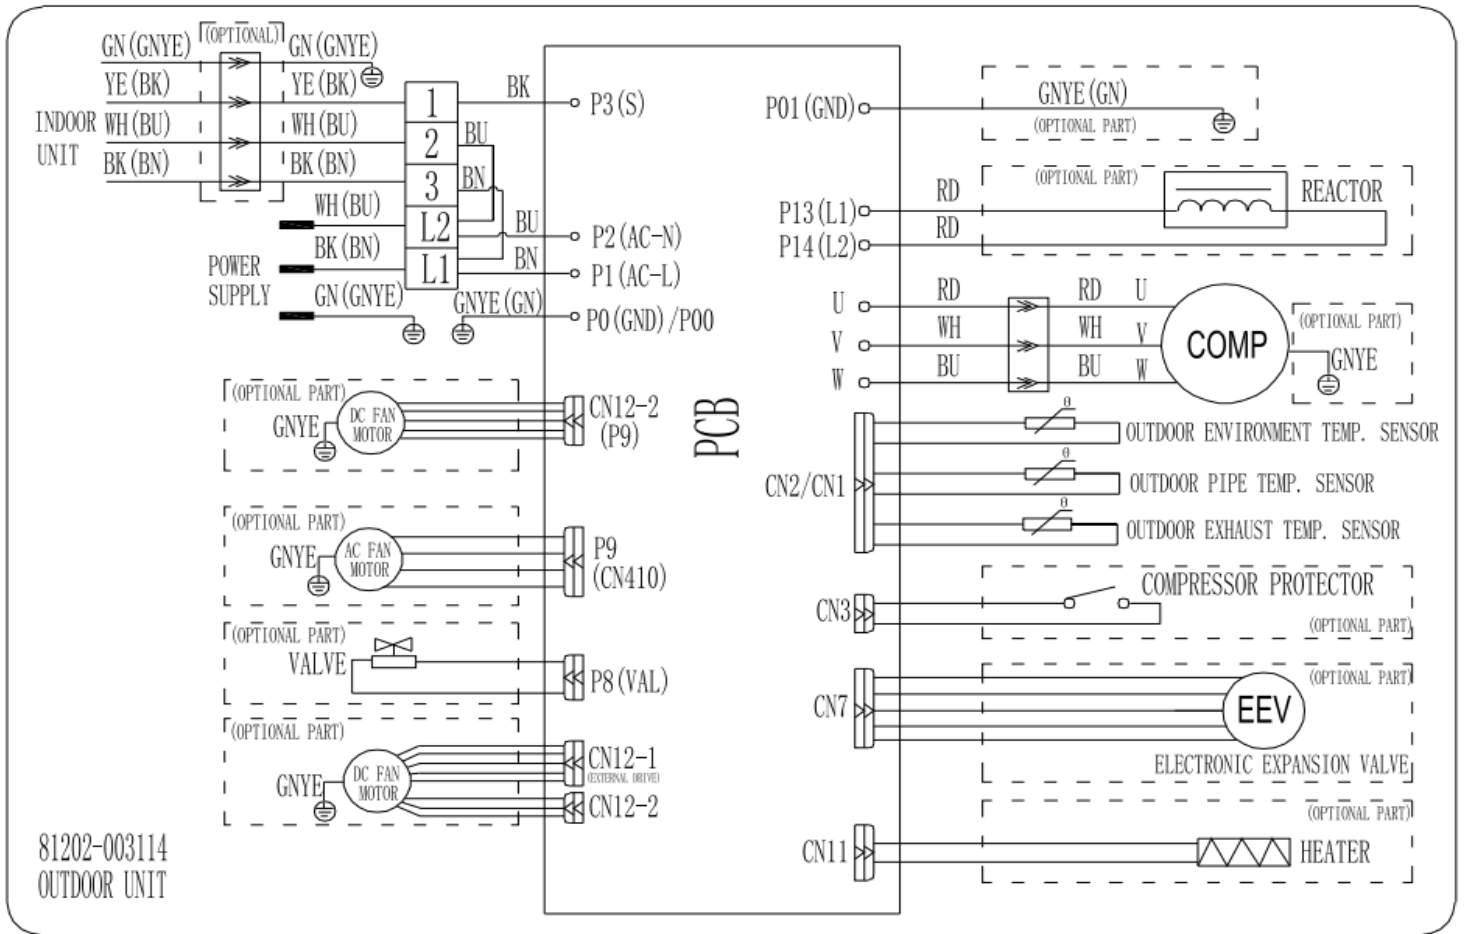 (OPTIONAL)
GN(GNYE) GN(GNYE)
YE(BK) YE(BK)
INDOOR UNIT
WH(BU) WH(BU)
BK(BN) BK(BN)
1
2
3
L2
L1
BK
BU
BN
BU
BN
WH(BU)
BK(BN)
POWER
SUPPLY
GN(GNYE)
GNYE(GN)
P3(S)
P2(AC-N)
P1(AC-L)
P0(GND)/P00
(OPTIONAL PART)
GNYE
DC FAN
MOTOR
CN12-2
(P9)
(OPTIONAL PART)
GNYE
AC FAN
MOTOR
P9
(CN410)
(OPTIONAL PART)
VALVE
P8(VAL)
(OPTIONAL PART)
GNYE
DC FAN
MOTOR
CN12-1
(EXTERNAL DRIVE)
CN12-2
81202-003114
OUTDOOR UNIT
PCB
P01(GND)
GNYE(GN)
(OPTIONAL PART)
(OPTIONAL PART)
P13(L1)
RD
REACTOR
P14(L2)
RD
U RD RD U
V WH WH V
W BU BU W
COMP
(OPTIONAL PART)
GNYE
CN2/CN1
θ
OUTDOOR ENVIRONMENT TEMP. SENSOR
θ
OUTDOOR PIPE TEMP. SENSOR
θ
OUTDOOR EXHAUST TEMP. SENSOR
CN3
COMPRESSOR PROTECTOR
(OPTIONAL PART)
CN7
(OPTIONAL PART)
EEV
ELECTRONIC EXPANSION VALVE
(OPTIONAL PART)
CN11
HEATER